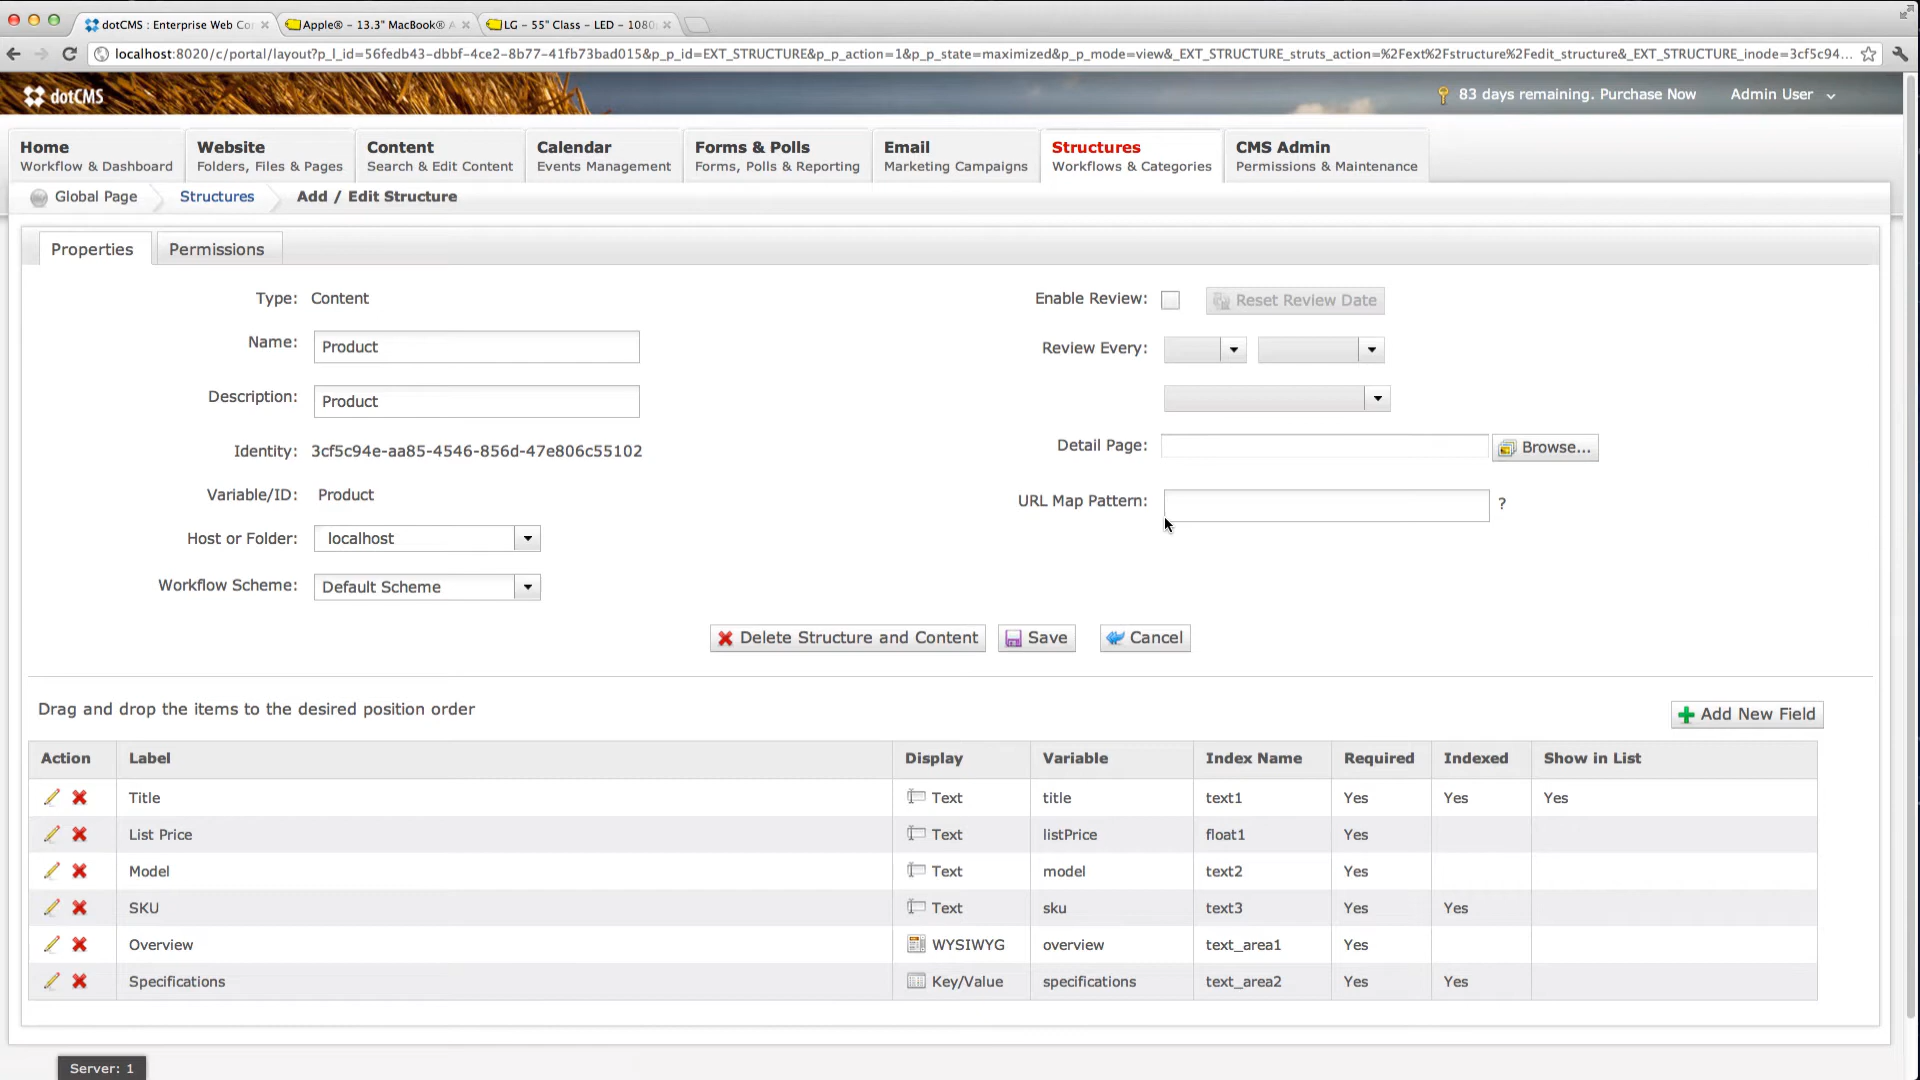 dotCMS : Enterprise Web Co
Apple® – 13.3" MacBook® A
LG – 55" Class – LED – 1080
localhost:8020/c/portal/layout?p_l_id=56fedb43-dbbf-4ce2-8b77-41fb73bad015&p_p_id=EXT_STRUCTURE&p_p_action=1&p_p_state=maximized&p_p_mode=view&_EXT_STRUCTURE_struts_action=%2Fext%2Fstructure%2Fedit_structure&_EXT_STRUCTURE_inode=3cf5c94...
dotCMS
83 days remaining. Purchase Now
Admin User
Home Website Content Calendar Forms & Polls Email Structures CMS Admin
Workflow & Dashboard Folders, Files & Pages Search & Edit Content Events Management Forms, Polls & Reporting Marketing Campaigns Workflows & Categories Permissions & Maintenance
Global Page Structures Add / Edit Structure
Properties Permissions
Type: Content Enable Review: Reset Review Date
Name: Product Review Every:
Description: Product
Identity: 3cf5c94e-aa85-4546-856d-47e806c55102 Detail Page: Browse...
Variable/ID: Product URL Map Pattern: ?
Host or Folder: localhost
Workflow Scheme: Default Scheme
Delete Structure and Content Save Cancel
Drag and drop the items to the desired position order Add New Field
Action Label Display Variable Index Name Required Indexed Show in List
Title Text title text1 Yes Yes Yes
List Price Text listPrice float1 Yes
Model Text model text2 Yes
SKU Text sku text3 Yes Yes
Overview WYSIWYG overview text_area1 Yes
Specifications Key/Value specifications text_area2 Yes Yes
Server: 1